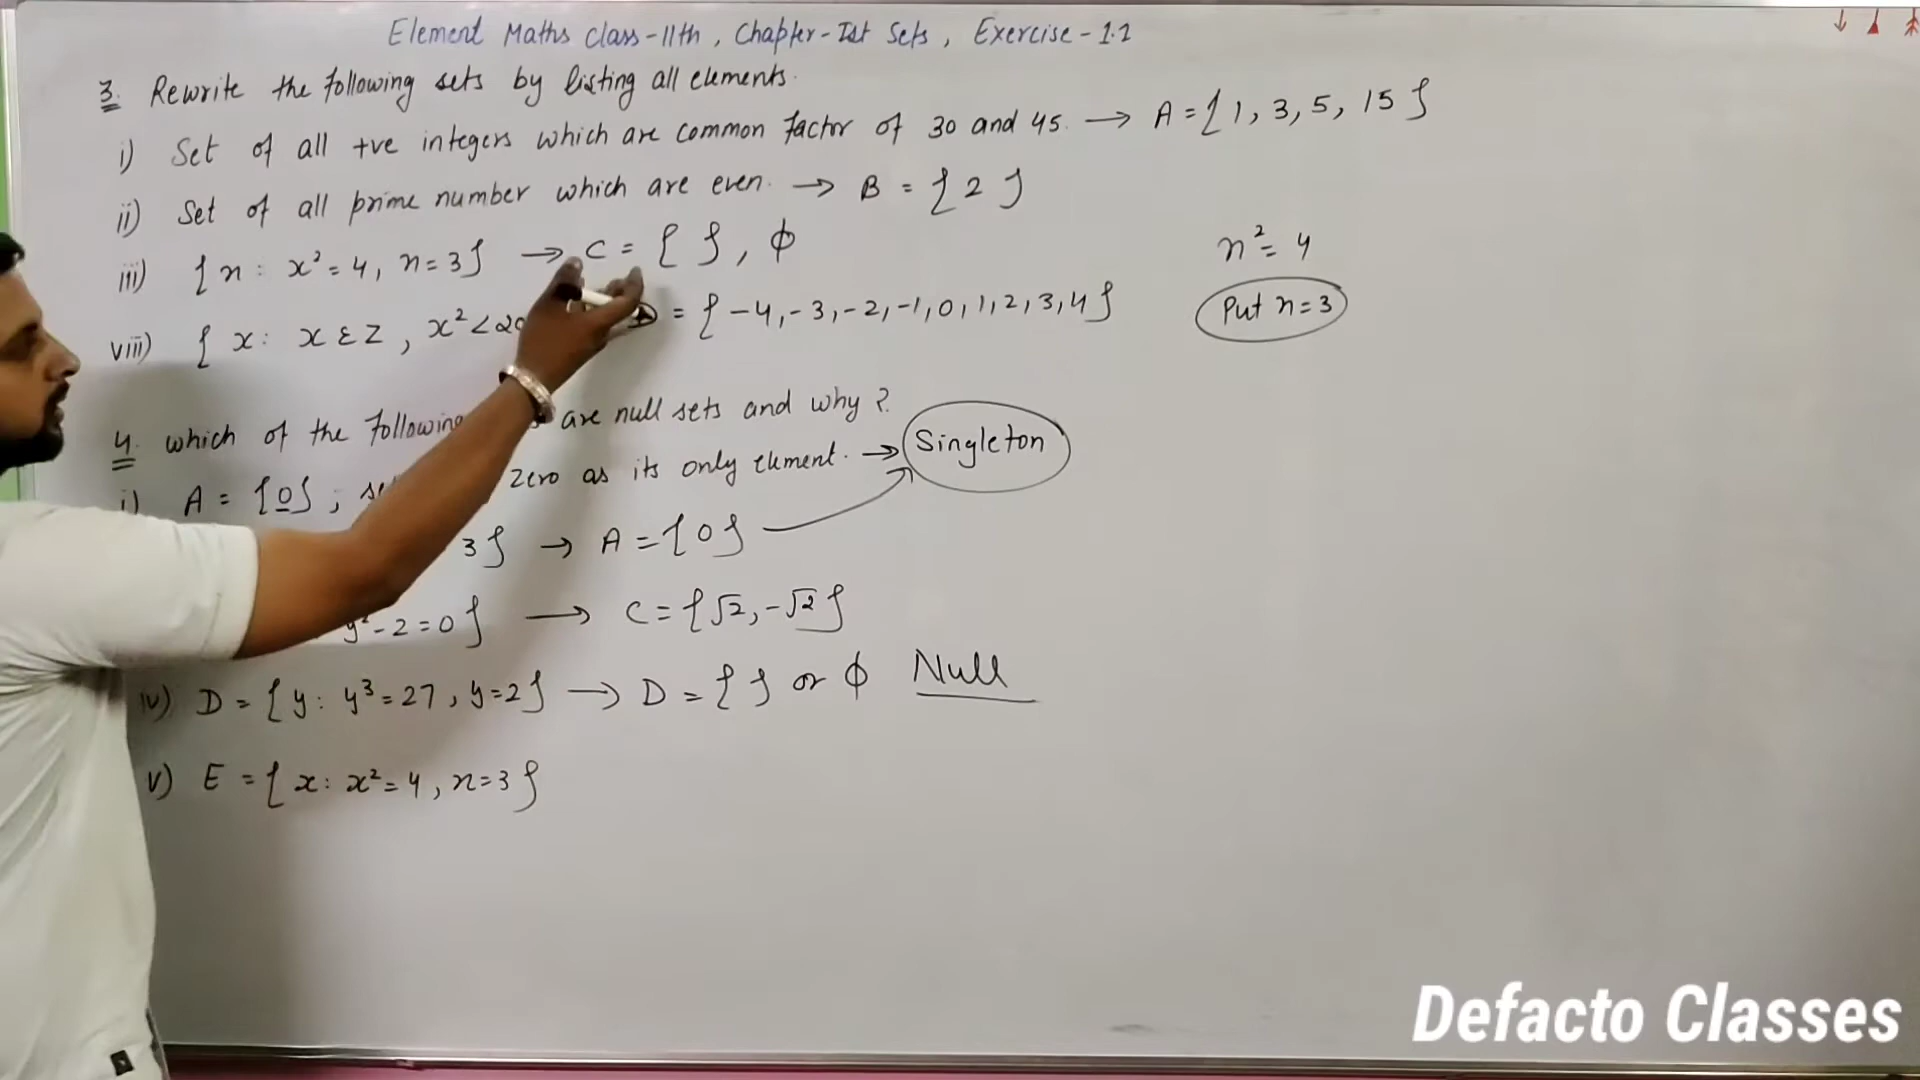 Element Maths Class-11th, Chapter-Ist Sets, Exercise-1.2
3. Rewrite the following sets by listing all elements.
i) Set of all +ve integers which are common factor of 30 and 45. → A = {1, 3, 5, 15}
ii) Set of all prime number which are even. → B = {2}
iii) {x : x² = 4, x = 3} → C = { }, ϕ
x² = 4
viii) {x : x ε Z, x² < 20 D = {-4, -3, -2, -1, 0, 1, 2, 3, 4}
Put x = 3
4. which of the following are null sets and why?
i) A = {0} ; zero as its only element. → Singleton
3} → A = {0}
y² - 2 = 0} → C = {√2, -√2}
iv) D = {y : y³ = 27, y = 2} → D = { } or ϕ Null
v) E = {x : x² = 4, x = 3}
Defacto Classes